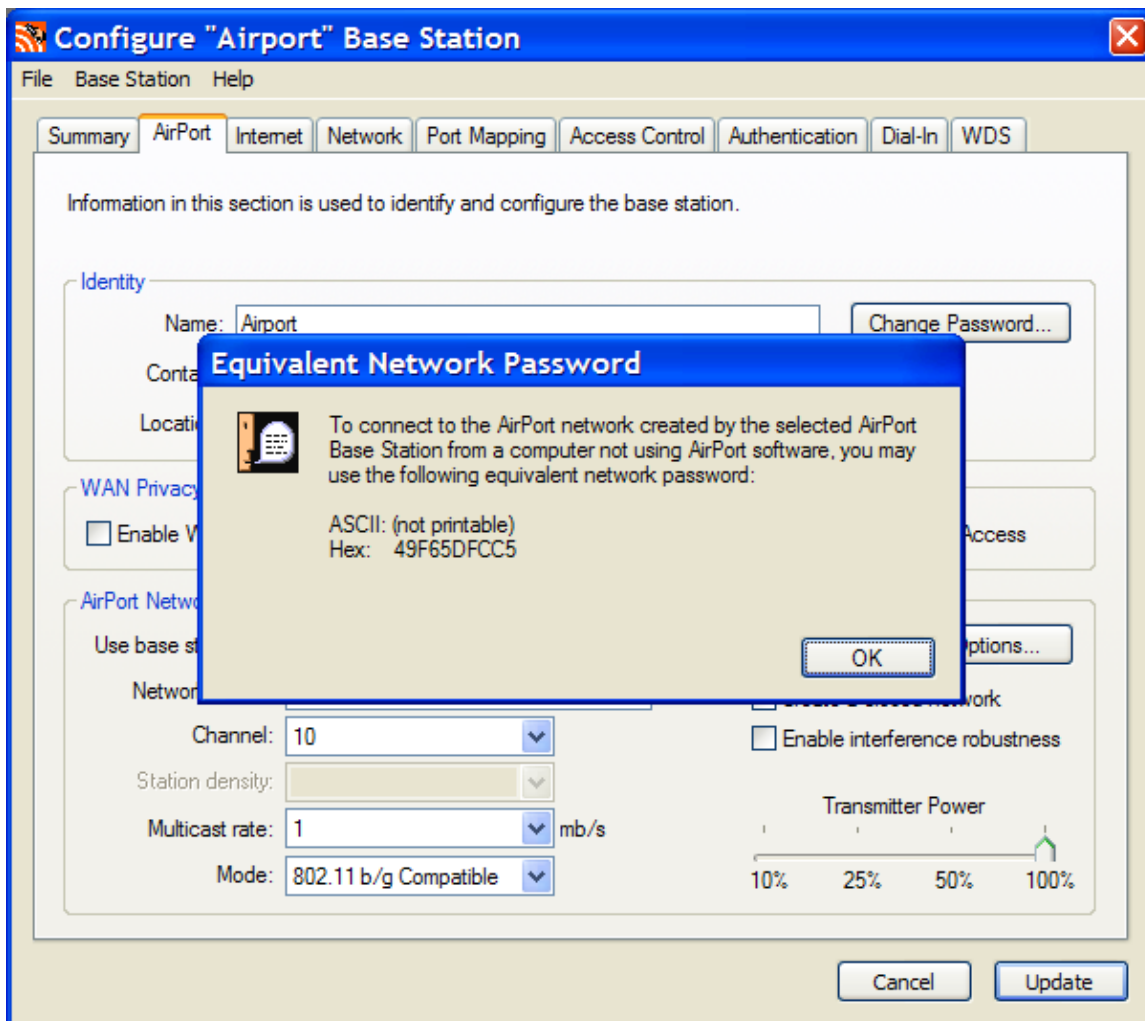 Configure "Airport" Base Station
File Base Station Help
Summary AirPort Internet Network Port Mapping Access Control Authentication Dial-In WDS
Information in this section is used to identify and configure the base station.
Identity
Name: Airport Change Password...
Equivalent Network Password
Conta
Locati
To connect to the AirPort network created by the selected AirPort
Base Station from a computer not using AirPort software, you may
use the following equivalent network password:
WAN Privacy
ASCII: (not printable)
Enable W Access
Hex: 49F65DFCC5
AirPort Netwo
Use base st OK ptions...
Networ
Channel: 10
Enable interference robustness
Station density:
Transmitter Power
Multicast rate: 1 mb/s
Mode: 802.11 b/g Compatible
10% 25% 50% 100%
Cancel Update